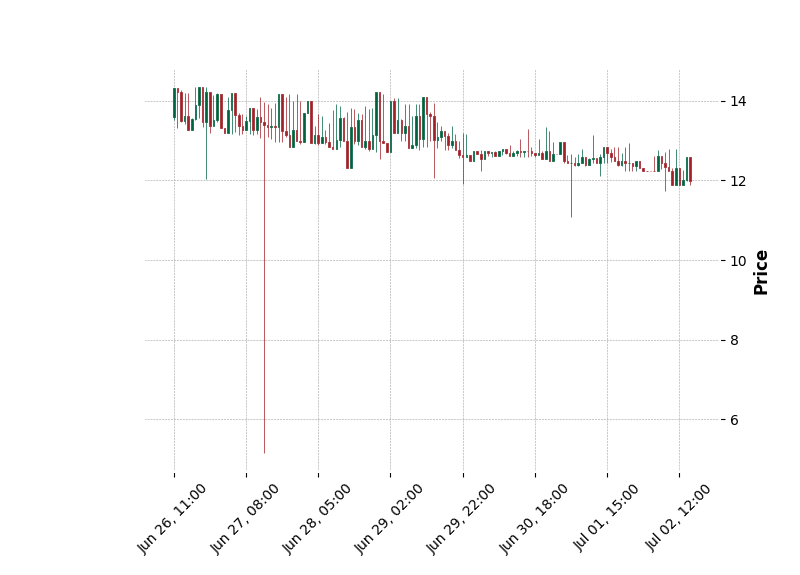 14
12
10
8
6
Price
Jun 26, 11:00
Jun 27, 08:00
Jun 28, 05:00
Jun 29, 02:00
Jun 29, 22:00
Jun 30, 18:00
Jul 01, 15:00
Jul 02, 12:00